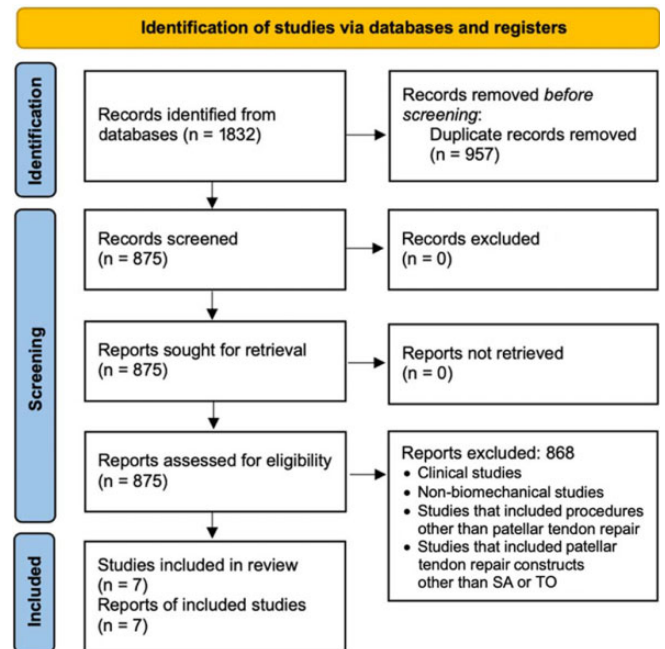 Identification of studies via databases and registers
Identification
Records identified from
databases (n = 1832)
Records removed before
screening:
Duplicate records removed
(n = 957)
Screening
Records screened
(n = 875)
Records excluded
(n = 0)
Reports sought for retrieval
(n = 875)
Reports not retrieved
(n = 0)
Reports assessed for eligibility
(n = 875)
Reports excluded: 868
• Clinical studies
• Non-biomechanical studies
• Studies that included procedures
other than patellar tendon repair
• Studies that included patellar
tendon repair constructs
other than SA or TO
Included
Studies included in review
(n = 7)
Reports of included studies
(n = 7)